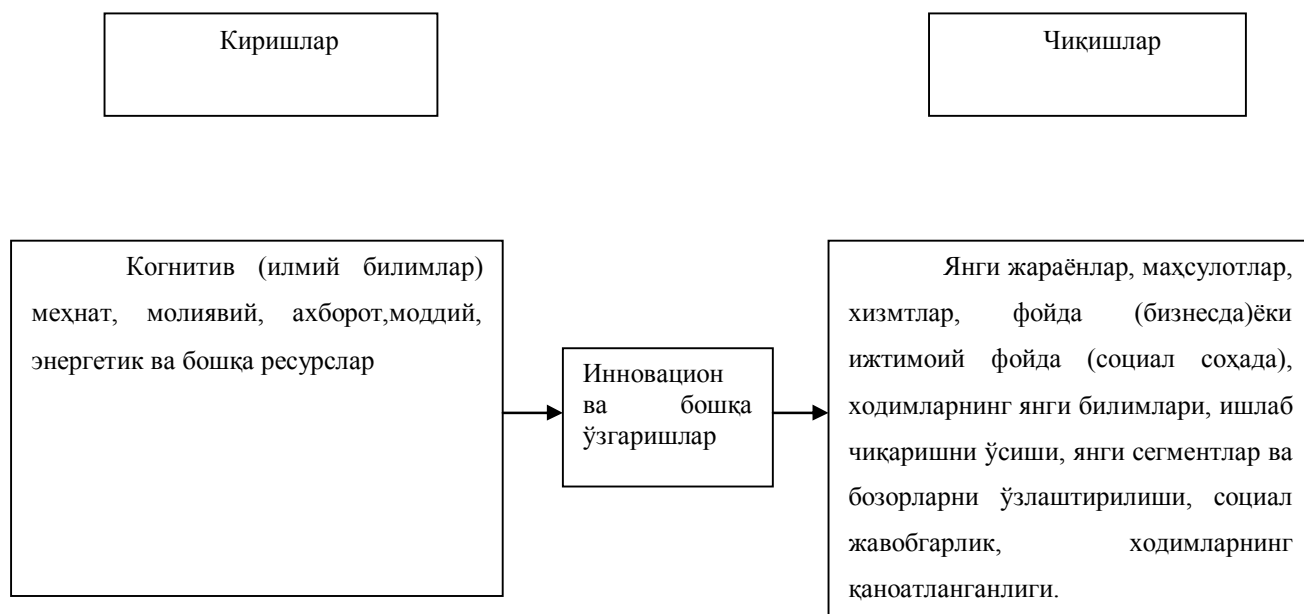 Киришлар
Чиқишлар
Когнитив (илмий билимлар)
меҳнат, молиявий, ахборот,моддий,
энергетик ва бошқа ресурслар
Инновацион
ва бошқа
ўзгаришлар
Янги жараёнлар, маҳсулотлар,
хизмтлар, фойда (бизнесда)ёки
ижтимоий фойда (социал соҳада),
ходимларнинг янги билимлари, ишлаб
чиқаришни ўсиши, янги сегментлар ва
бозорларни ўзлаштирилиши, социал
жавобгарлик, ходимларнинг
қаноатланганлиги.